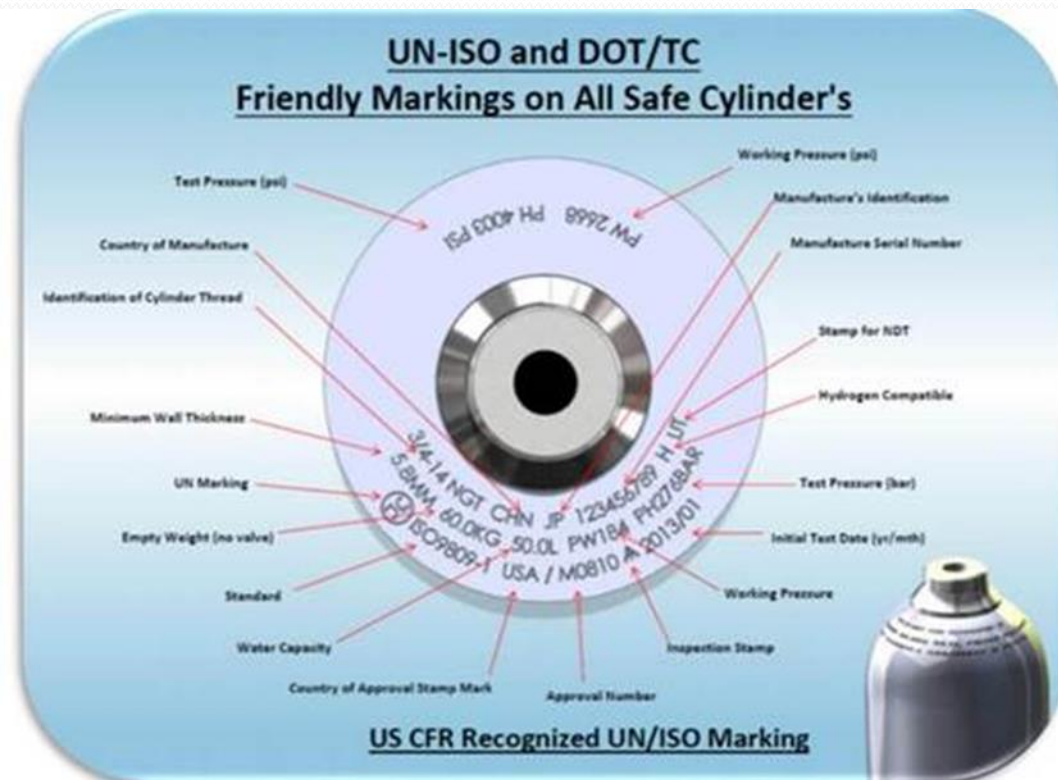 UN-ISO and DOT/TC
Friendly Markings on All Safe Cylinder's
Working Pressure (psi)
Test Pressure (psi)
Manufacture's Identification
Country of Manufacture
Manufacture Serial Number
Identification of Cylinder Thread
Stamp for NDT
Hydrogen Compatible
Minimum Wall Thickness
UN Marking
Test Pressure (bar)
Empty Weight (no valve)
Initial Test Date (yr/mth)
Standard
Working Pressure
Water Capacity
Inspection Stamp
Country of Approval Stamp Mark
Approval Number
PW 2668 PH 4003 PSI
3/4-14 NGT CHN JP 123456789 H UT
5.8MM 60.0KG 50.0L PW184 PH276BAR
ISO9809-1 USA / M0810 2013/01
US CFR Recognized UN/ISO Marking